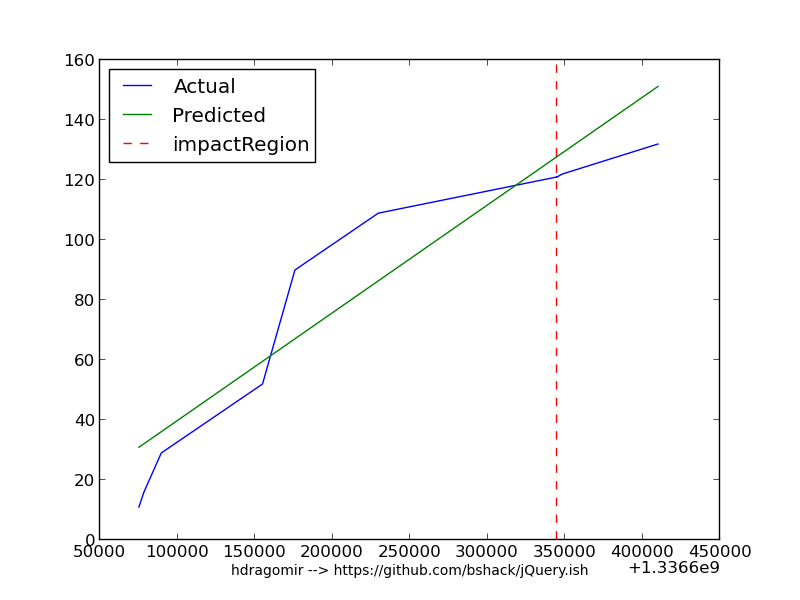 160
140
120
100
80
60
40
20
0
Actual
Predicted
impactRegion
50000 100000 150000 200000 250000 300000 350000 400000 450000
+1.3366e9
hdragomir --> https://github.com/bshack/jQuery.ish